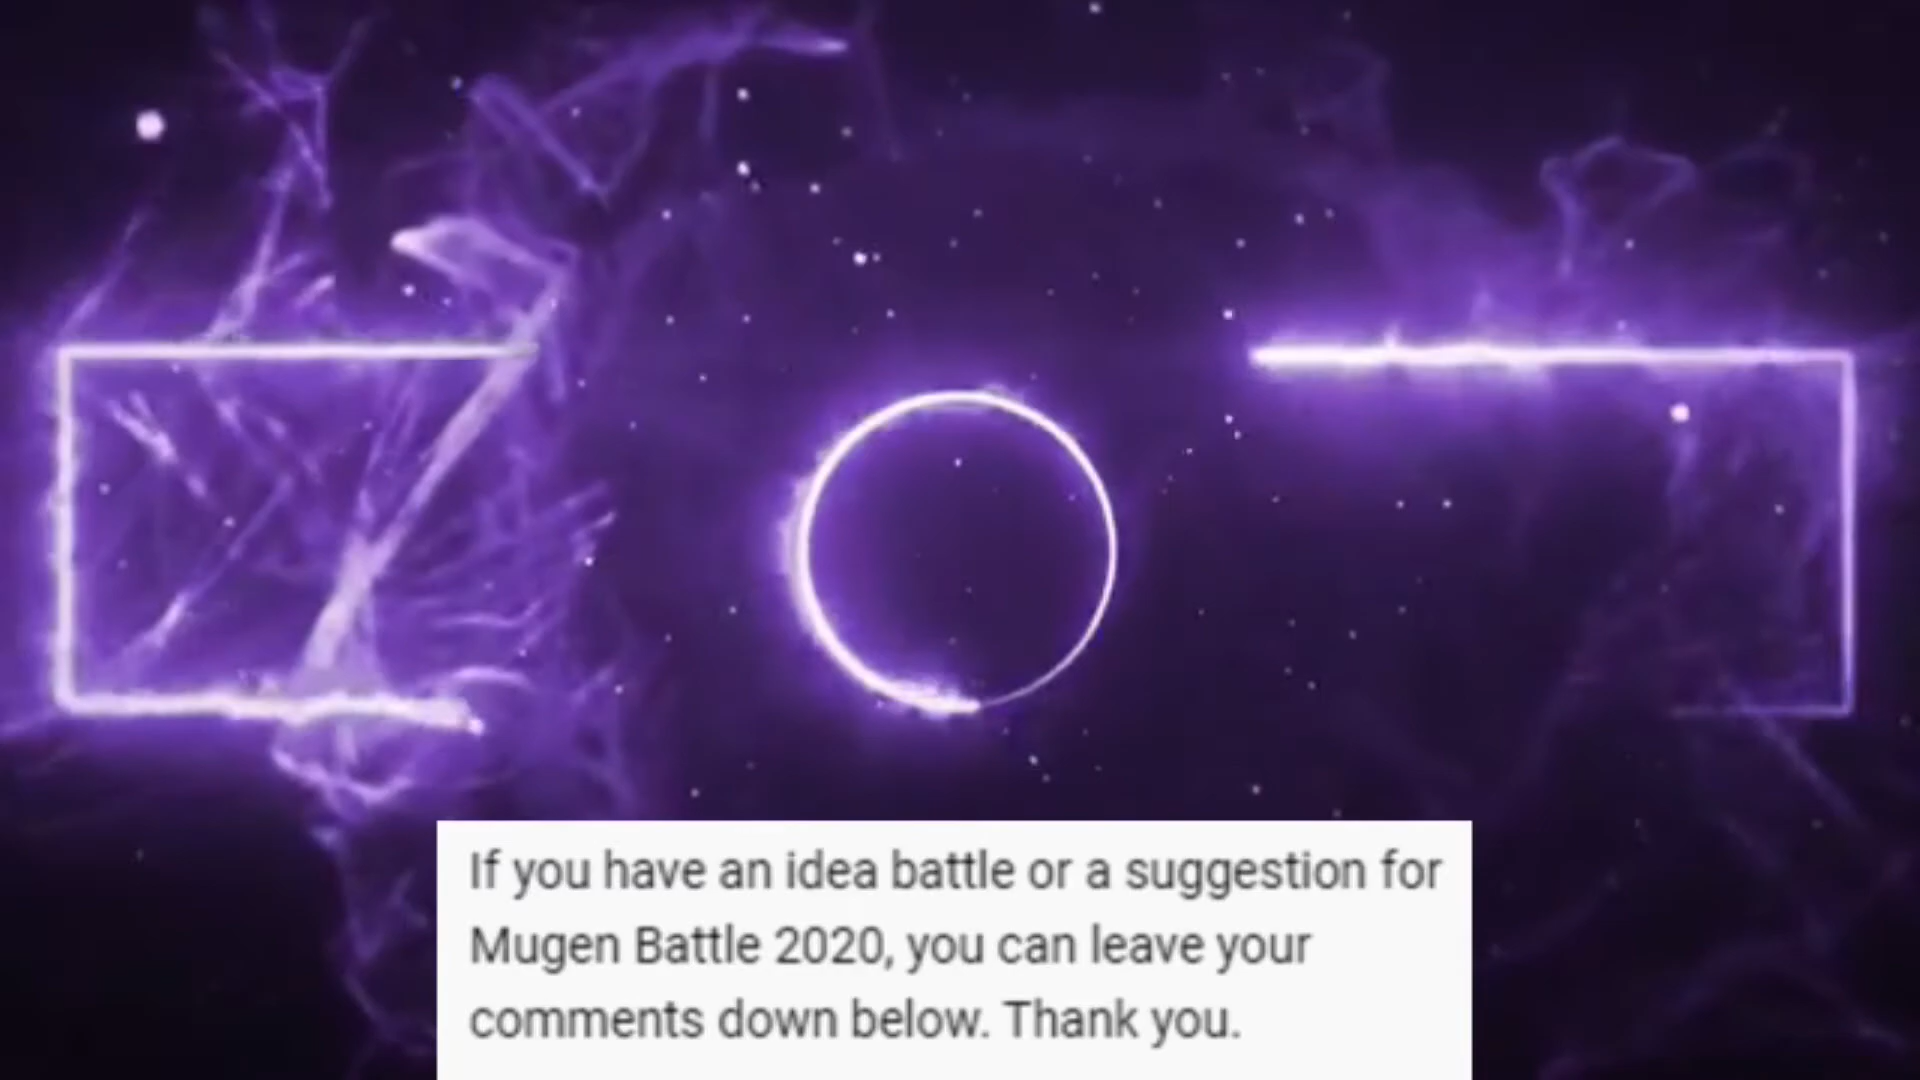 If you have an idea battle or a suggestion for
Mugen Battle 2020, you can leave your
comments down below. Thank you.